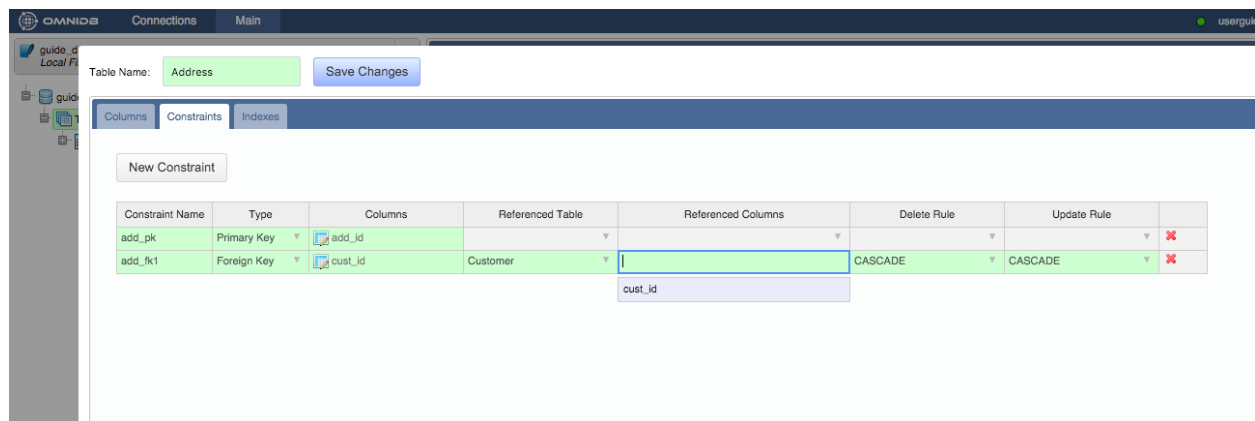 OMNIDB Connections Main userguid
guide_d
Local Fi
Table Name: Address Save Changes
guid
Columns Constraints Indexes
T
New Constraint
Constraint Name Type Columns Referenced Table Referenced Columns Delete Rule Update Rule
add_pk Primary Key add_id
add_fk1 Foreign Key cust_id Customer CASCADE CASCADE
cust_id